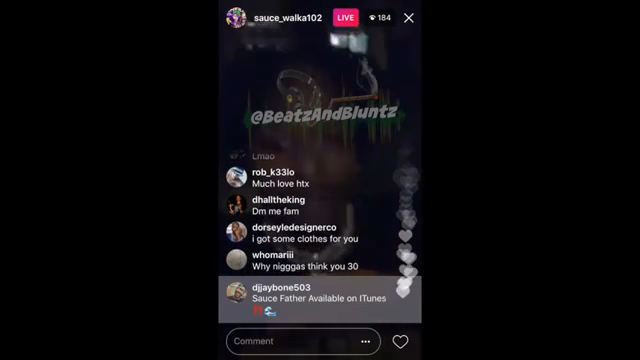 sauce_walka102 LIVE 184
@BeatzAndBluntz
Lmao
rob_k33lo
Much love htx
dhalltheking
Dm me fam
dorseyledesignerco
i got some clothes for you
whomariii
Why nigggas think you 30
djjaybone503
Sauce Father Available on ITunes
‼️🌊
Comment